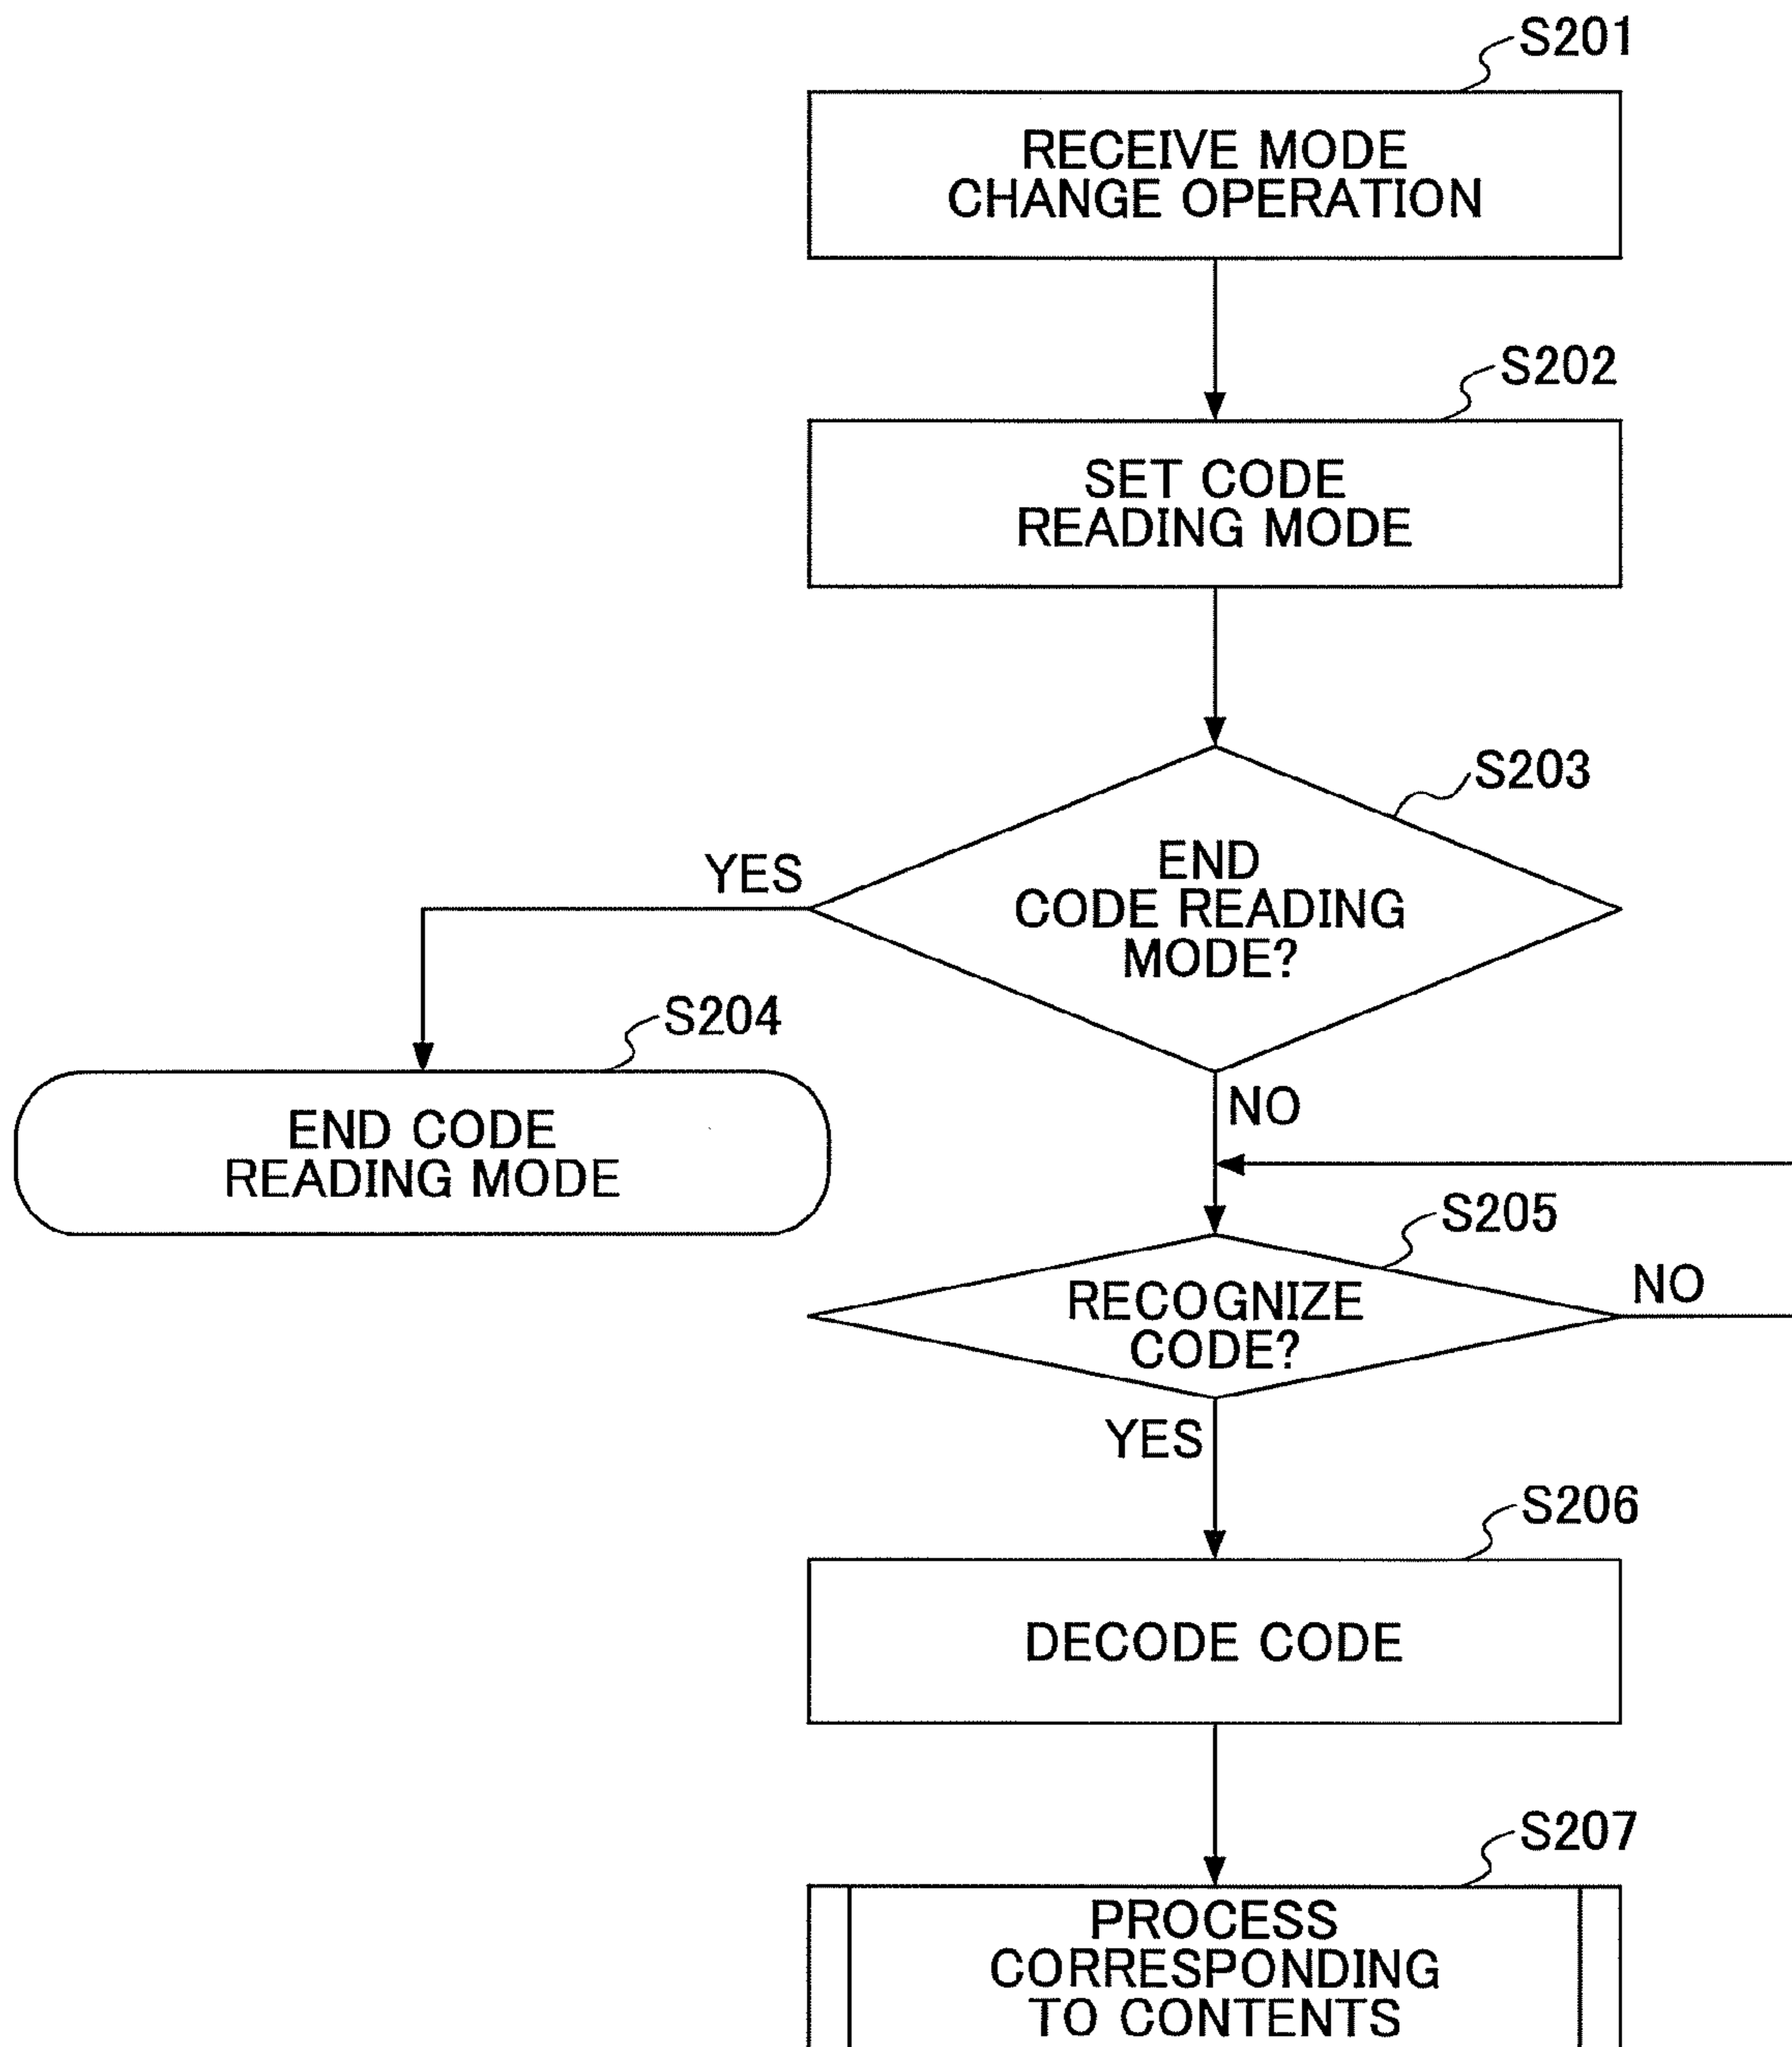 S201
RECEIVE MODE
CHANGE OPERATION
S202
SET CODE
READING MODE
S203
END
CODE READING
MODE?
YES
NO
S204
END CODE
READING MODE
S205
RECOGNIZE
CODE?
NO
YES
S206
DECODE CODE
S207
PROCESS
CORRESPONDING
TO CONTENTS